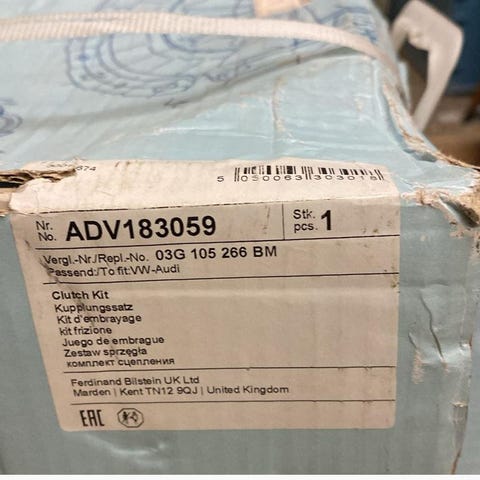 5 050063 303018
Nr.
No. ADV183059
Stk.
pcs. 1
Vergl.-Nr./Repl.-No. 03G 105 266 BM
Passend:/To fit:VW-Audi
Clutch Kit
Kupplungssatz
Kit d'embrayage
kit frizione
Juego de embrague
Zestaw sprzęgła
комплект сцепления
Ferdinand Bilstein UK Ltd
Marden | Kent TN12 9QJ | United Kingdom
EAC